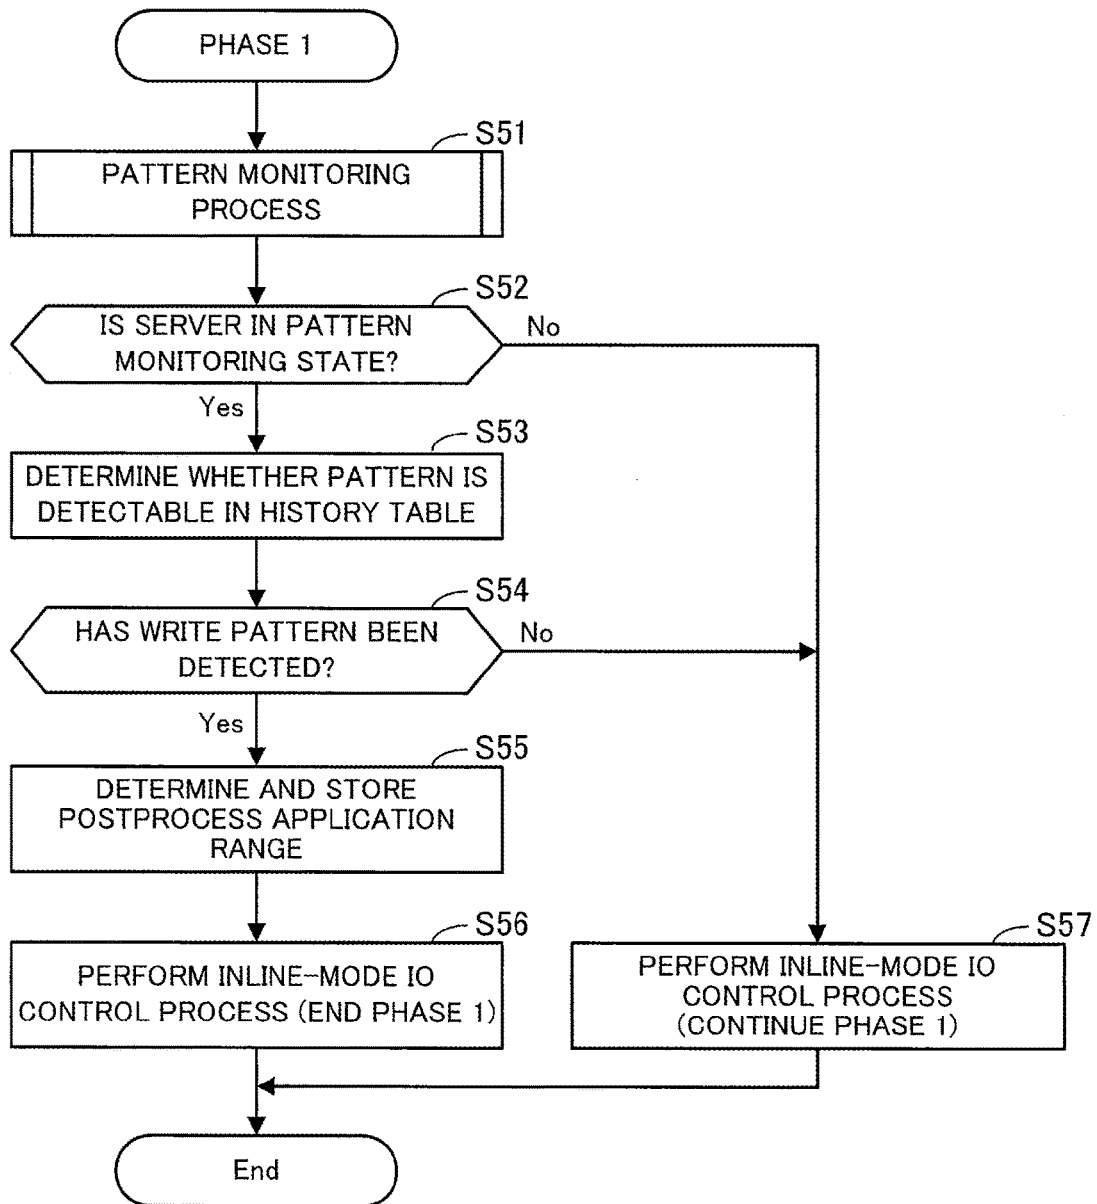 PHASE 1
S51
PATTERN MONITORING
PROCESS
S52
IS SERVER IN PATTERN
MONITORING STATE?
No
Yes
S53
DETERMINE WHETHER PATTERN IS
DETECTABLE IN HISTORY TABLE
S54
HAS WRITE PATTERN BEEN
DETECTED?
No
Yes
S55
DETERMINE AND STORE
POSTPROCESS APPLICATION
RANGE
S56
PERFORM INLINE-MODE IO
CONTROL PROCESS (END PHASE 1)
S57
PERFORM INLINE-MODE IO
CONTROL PROCESS
(CONTINUE PHASE 1)
End